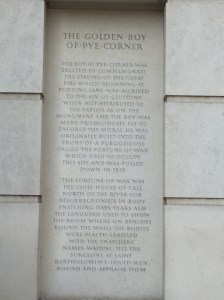 THE GOLDEN BOY
OF PYE CORNER
THE BOY AT PYE CORNER WAS
ERECTED TO COMMEMORATE
THE STAYING OF THE GREAT
FIRE WHICH BEGINNING AT
PUDDING LANE WAS ASCRIBED
TO THE SIN OF GLUTTONY
WHEN NOT ATTRIBUTED TO
THE PAPISTS AS ON THE
MONUMENT AND THE BOY WAS
MADE PRODIGIOUSLY FAT TO
ENFORCE THE MORAL HE WAS
ORIGINALLY BUILT INTO THE
FRONT OF A PUBLIC-HOUSE
CALLED THE FORTUNE OF WAR
WHICH USED TO OCCUPY
THIS SITE AND WAS PULLED
DOWN IN 1910
THE FORTUNE OF WAR WAS
THE CHIEF HOUSE OF CALL
NORTH OF THE RIVER FOR
RESURRECTIONISTS IN BODY
SNATCHING DAYS YEARS AGO
THE LANDLORD USED TO SHOW
THE ROOM WHERE ON BENCHES
ROUND THE WALLS THE BODIES
WERE PLACED LABELLED
WITH THE SNATCHERS'
NAMES WAITING TILL THE
SURGEONS AT SAINT
BARTHOLOMEW'S COULD RUN
ROUND AND APPRAISE THEM